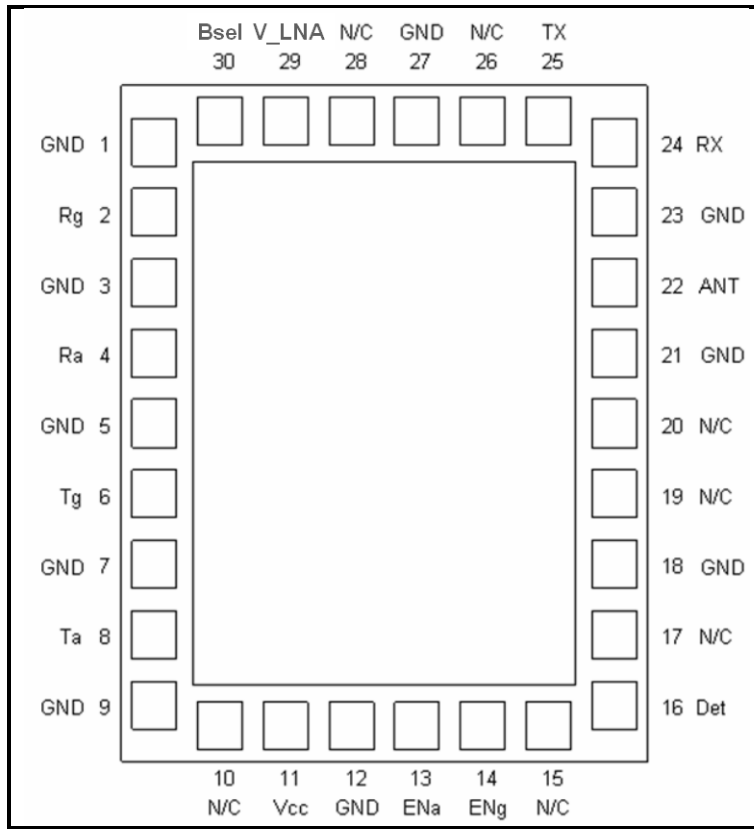 Bsel V_LNA N/C GND N/C TX
30 29 28 27 26 25
GND 1
24 RX
Rg 2
23 GND
GND 3
22 ANT
Ra 4
21 GND
GND 5
20 N/C
Tg 6
19 N/C
GND 7
18 GND
Ta 8
17 N/C
GND 9
16 Det
10 11 12 13 14 15
N/C Vcc GND ENa ENg N/C